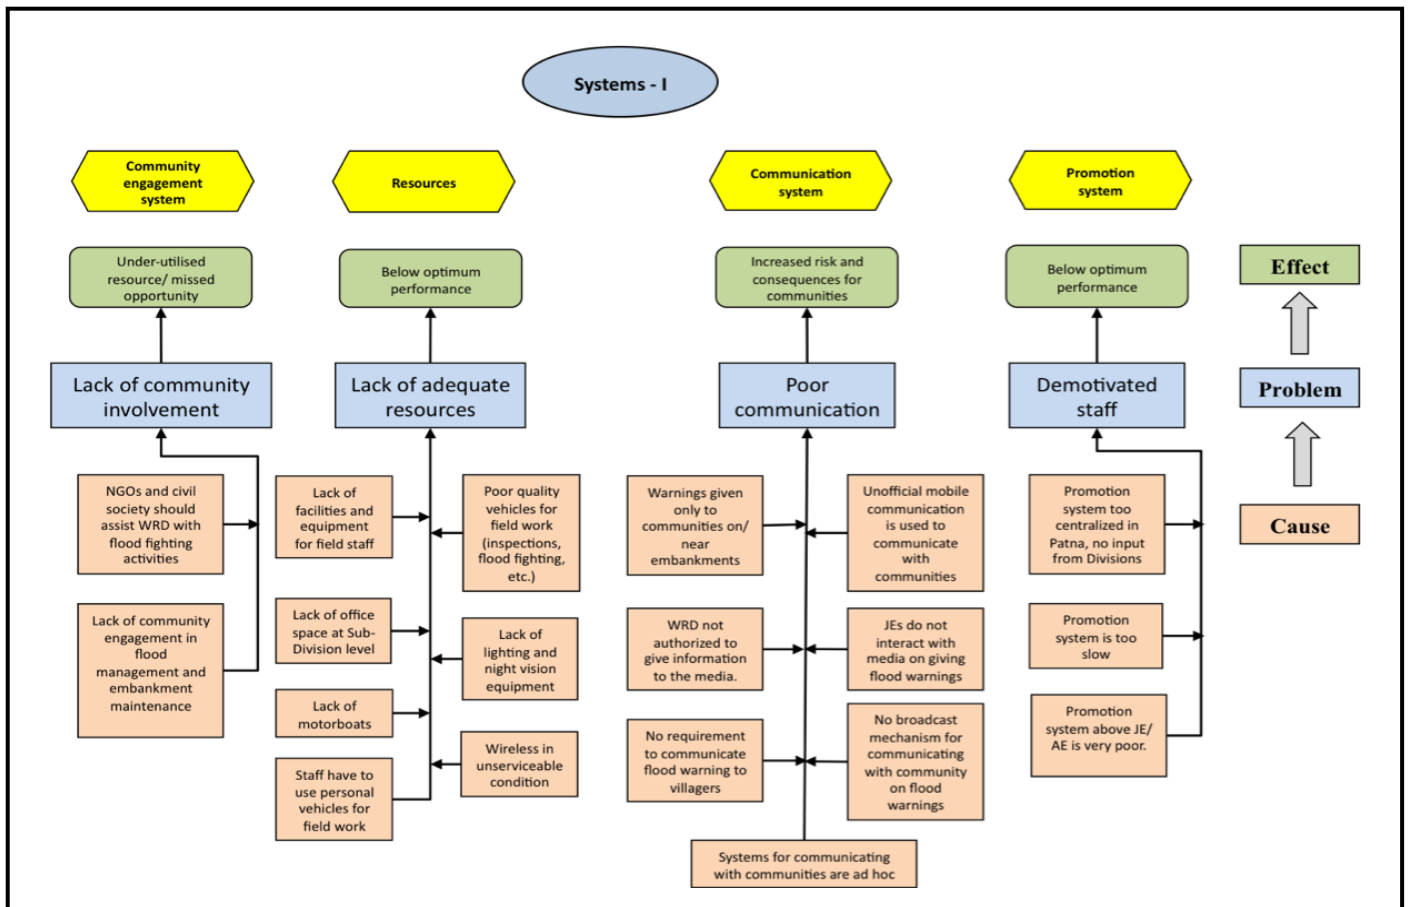 Systems - I
Community
engagement
system
Resources
Communication
system
Promotion
system
Under-utilised
resource/ missed
opportunity
Below optimum
performance
Increased risk and
consequences for
communities
Below optimum
performance
Effect
Lack of community
involvement
Lack of adequate
resources
Poor
communication
Demotivated
staff
Problem
Cause
NGOs and civil
society should
assist WRD with
flood fighting
activities
Lack of community
engagement in
flood
management and
embankment
maintenance
Lack of
facilities and
equipment
for field staff
Lack of office
space at Sub-
Division level
Lack of
motorboats
Staff have to
use personal
vehicles for
field work
Poor quality
vehicles for
field work
(inspections,
flood fighting,
etc.)
Lack of
lighting and
night vision
equipment
Wireless in
unserviceable
condition
Warnings given
only to
communities on/
near
embankments
WRD not
authorized to
give information
to the media.
No requirement
to communicate
flood warning to
villagers
Unofficial mobile
communication
is used to
communicate
with
communities
JEs do not
interact with
media on giving
flood warnings
No broadcast
mechanism for
communicating
with community
on flood
warnings
Systems for communicating
with communities are ad hoc
Promotion
system too
centralized in
Patna, no input
from Divisions
Promotion
system is too
slow
Promotion
system above JE/
AE is very poor.